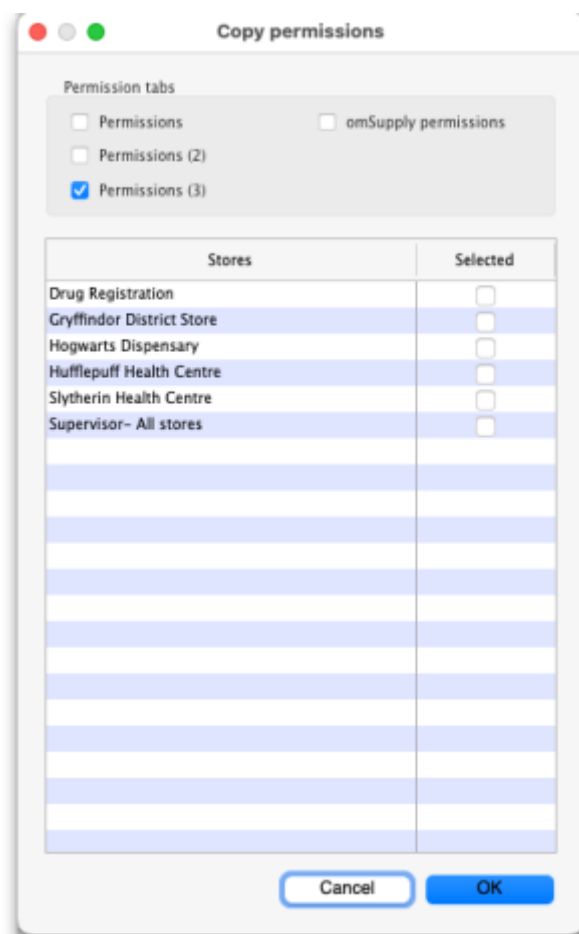 Copy permissions
Permission tabs
Permissions
omSupply permissions
Permissions (2)
Permissions (3)
Stores Selected
Drug Registration
Gryffindor District Store
Hogwarts Dispensary
Hufflepuff Health Centre
Slytherin Health Centre
Supervisor- All stores
Cancel OK